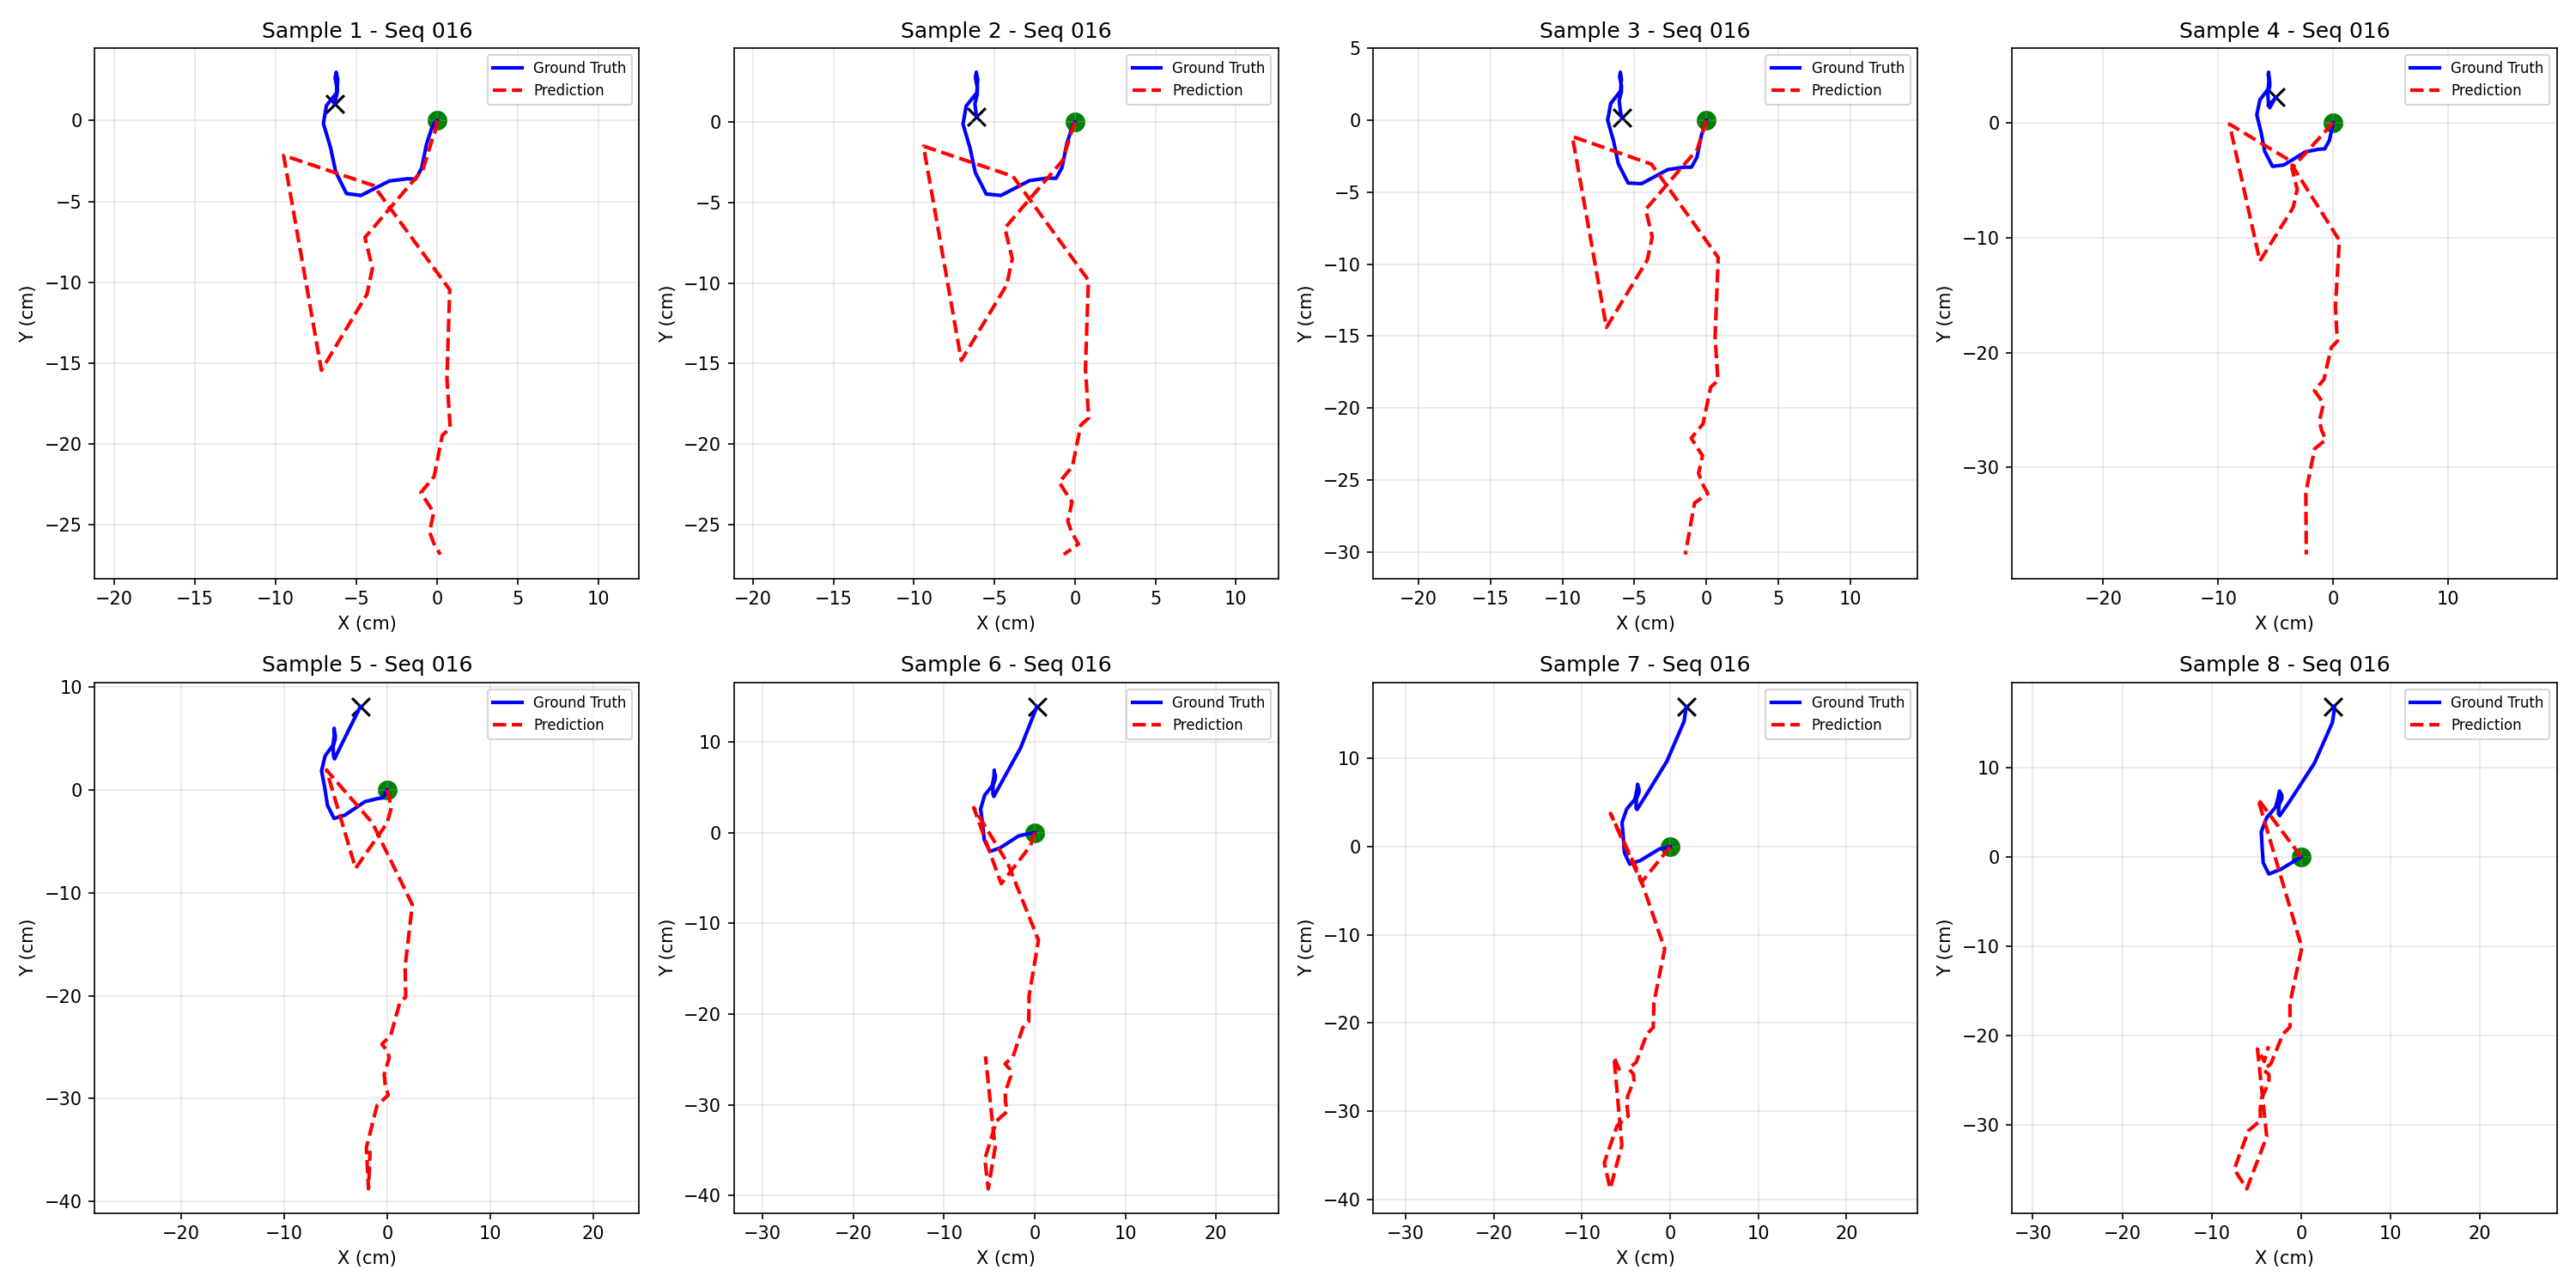 Sample 1 - Seq 016
Ground Truth
Prediction
0
−5
−10
−15
−20
−25
Y (cm)
−20 −15 −10 −5 0 5 10
X (cm)
Sample 2 - Seq 016
Ground Truth
Prediction
0
−5
−10
−15
−20
−25
Y (cm)
−20 −15 −10 −5 0 5 10
X (cm)
Sample 3 - Seq 016
Ground Truth
Prediction
5
0
−5
−10
−15
−20
−25
−30
Y (cm)
−20 −15 −10 −5 0 5 10
X (cm)
Sample 4 - Seq 016
Ground Truth
Prediction
0
−10
−20
−30
Y (cm)
−20 −10 0 10
X (cm)
Sample 5 - Seq 016
Ground Truth
Prediction
10
0
−10
−20
−30
−40
Y (cm)
−20 −10 0 10 20
X (cm)
Sample 6 - Seq 016
Ground Truth
Prediction
10
0
−10
−20
−30
−40
Y (cm)
−30 −20 −10 0 10 20
X (cm)
Sample 7 - Seq 016
Ground Truth
Prediction
10
0
−10
−20
−30
−40
Y (cm)
−30 −20 −10 0 10 20
X (cm)
Sample 8 - Seq 016
Ground Truth
Prediction
10
0
−10
−20
−30
Y (cm)
−30 −20 −10 0 10 20
X (cm)